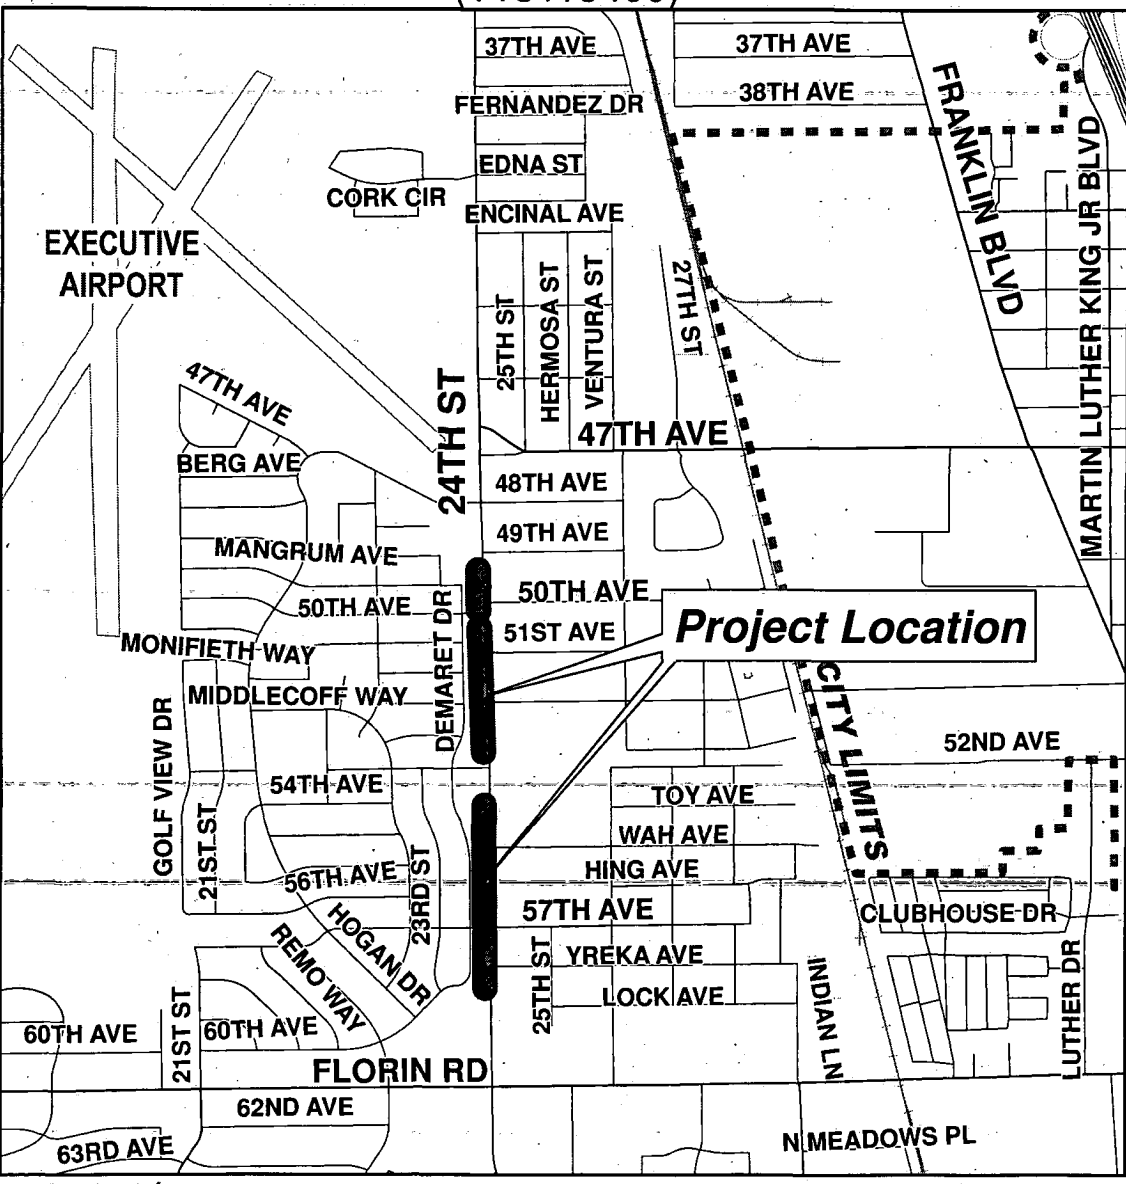 37TH AVE
37TH AVE
38TH AVE
FERNANDEZ DR
FRANKLIN BLVD
MARTIN LUTHER KING JR BLVD
EDNA ST
CORK CIR
ENCINAL AVE
EXECUTIVE
AIRPORT
25TH ST
HERMOSA ST
VENTURA ST
27TH ST
47TH AVE
24TH ST
47TH AVE
BERG AVE
48TH AVE
49TH AVE
MANGRUM AVE
50TH AVE
50TH AVE
DEMARET DR
51ST AVE
Project Location
MONIFIETH WAY
MIDDLECOFF WAY
GOLF VIEW DR
CITY LIMITS
52ND AVE
54TH AVE
TOY AVE
21ST ST
WAH AVE
23RD ST
HING AVE
56TH AVE
57TH AVE
CLUBHOUSE DR
HOGAN DR
REMO WAY
YREKA AVE
25TH ST
LOCK AVE
INDIAN LN
LUTHER DR
60TH AVE
21ST ST
60TH AVE
FLORIN RD
62ND AVE
63RD AVE
N MEADOWS PL